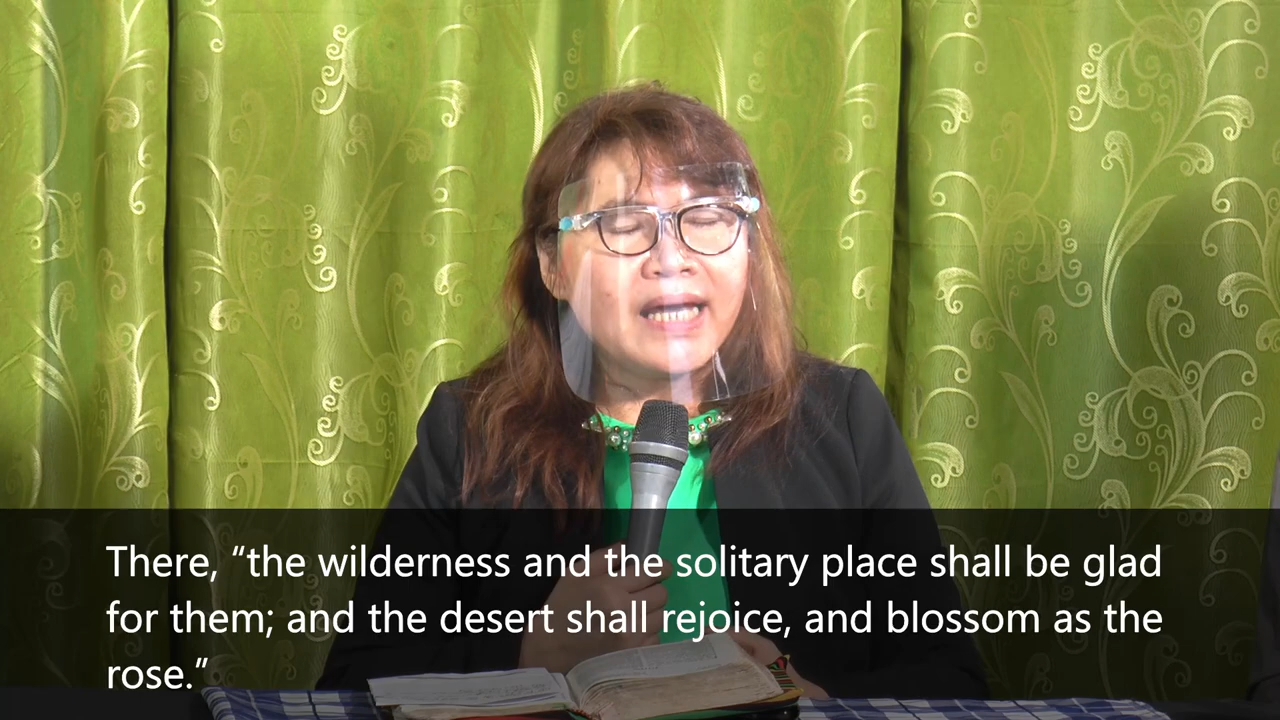 There, “the wilderness and the solitary place shall be glad
for them; and the desert shall rejoice, and blossom as the
rose.”